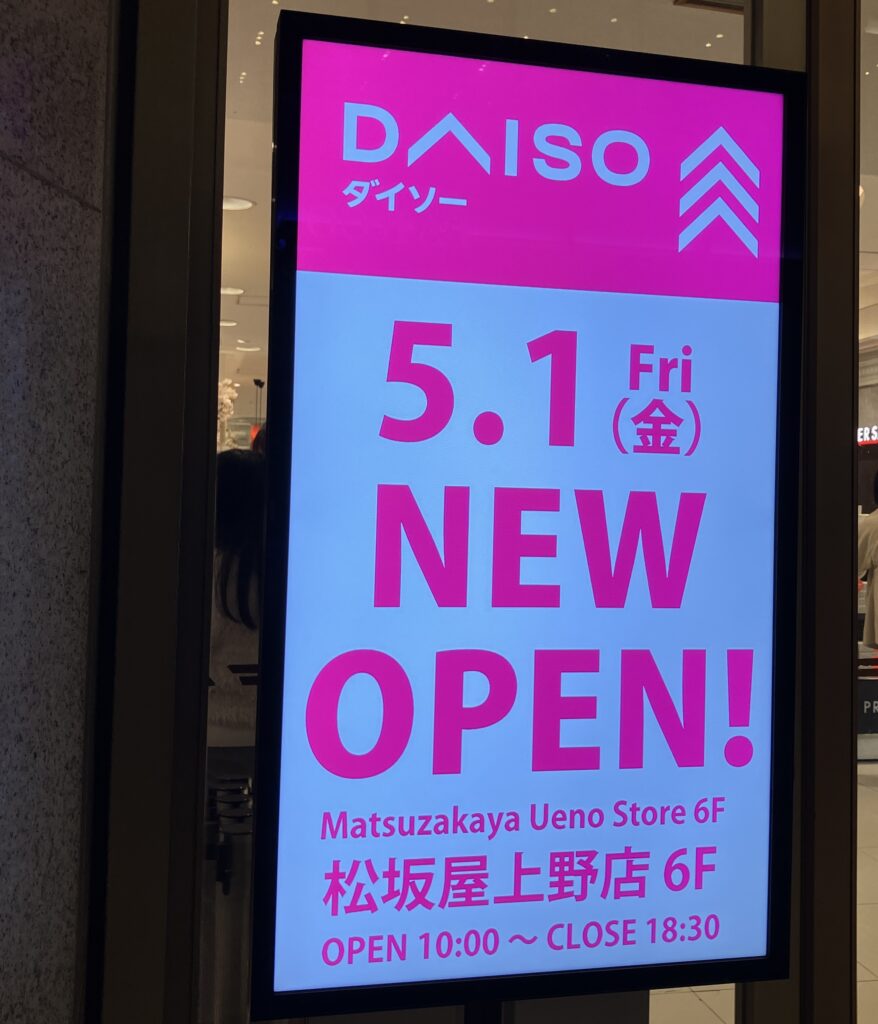 DAISO
ダイソー
5.1 Fri
(金)
NEW
OPEN!
Matsuzakaya Ueno Store 6F
松坂屋上野店 6F
OPEN 10:00 ～ CLOSE 18:30